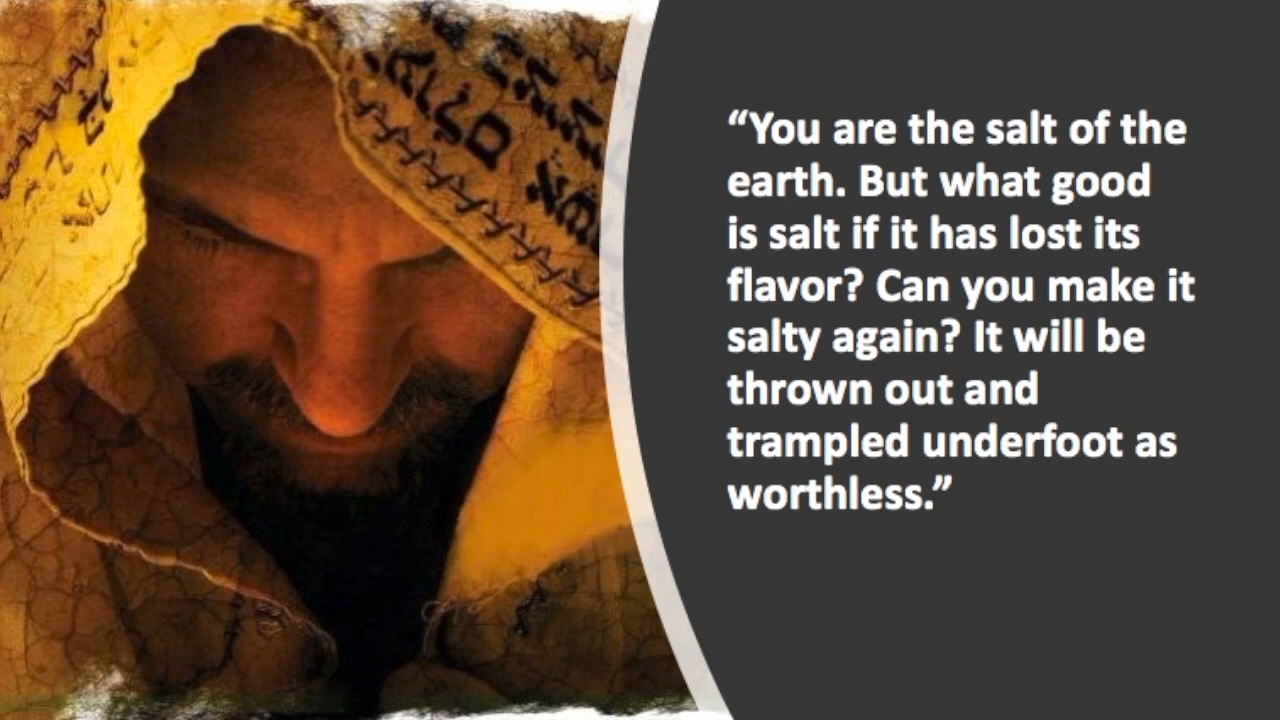 “You are the salt of the
earth. But what good
is salt if it has lost its
flavor? Can you make it
salty again? It will be
thrown out and
trampled underfoot as
worthless.”